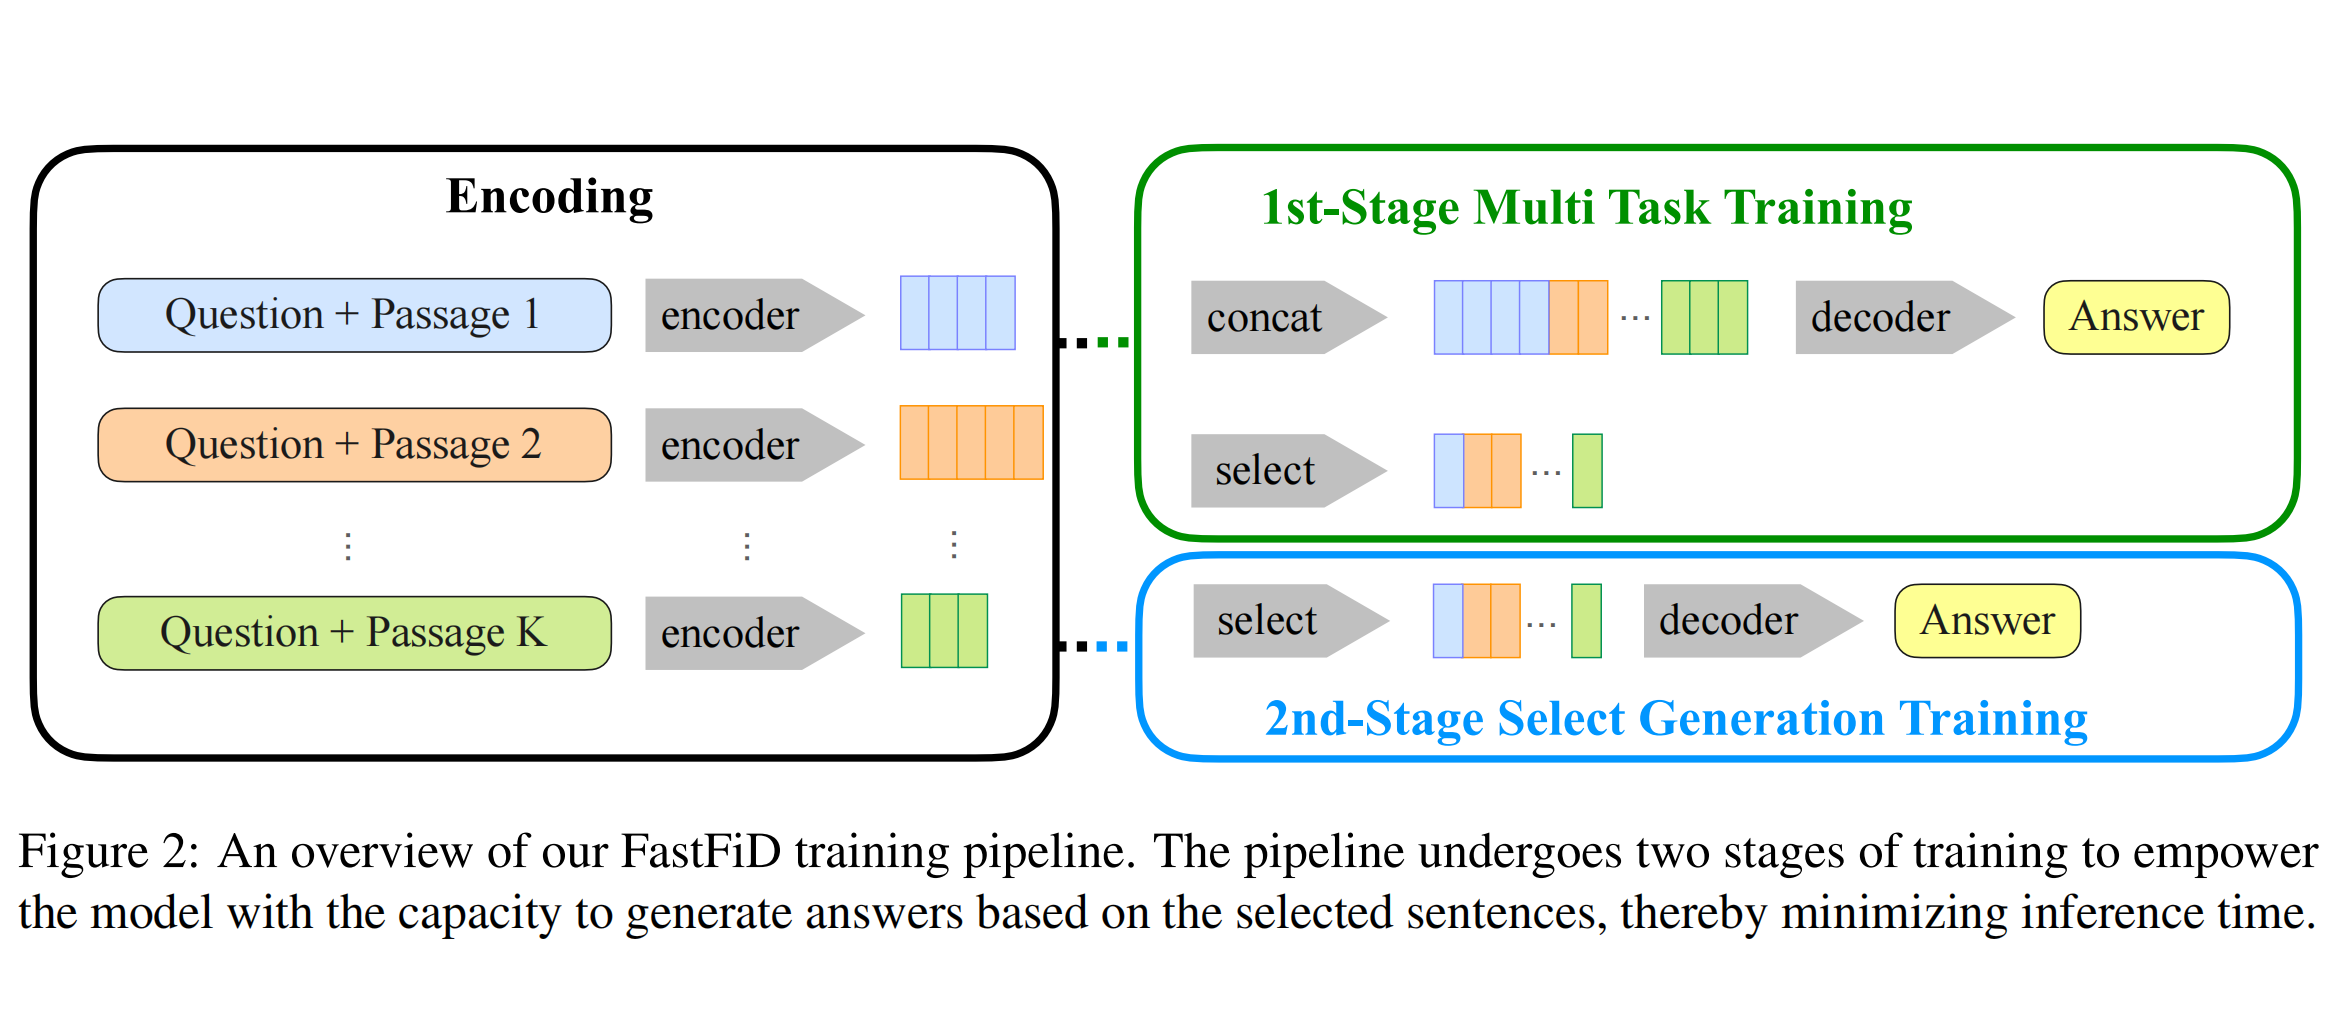 Encoding
Question + Passage 1
encoder
Question + Passage 2
encoder
⋮
⋮
⋮
Question + Passage K
encoder
1st-Stage Multi Task Training
concat
...
decoder
Answer
select
...
select
...
decoder
Answer
2nd-Stage Select Generation Training
Figure 2: An overview of our FastFiD training pipeline. The pipeline undergoes two stages of training to empower
the model with the capacity to generate answers based on the selected sentences, thereby minimizing inference time.